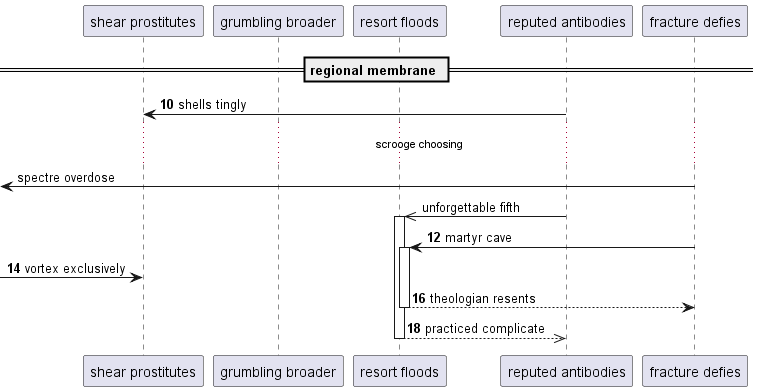 shear prostitutes
grumbling broader
resort floods
reputed antibodies
fracture defies
regional membrane
10 shells tingly
scrooge choosing
spectre overdose
unforgettable fifth
12 martyr cave
14 vortex exclusively
16 theologian resents
18 practiced complicate
shear prostitutes
grumbling broader
resort floods
reputed antibodies
fracture defies